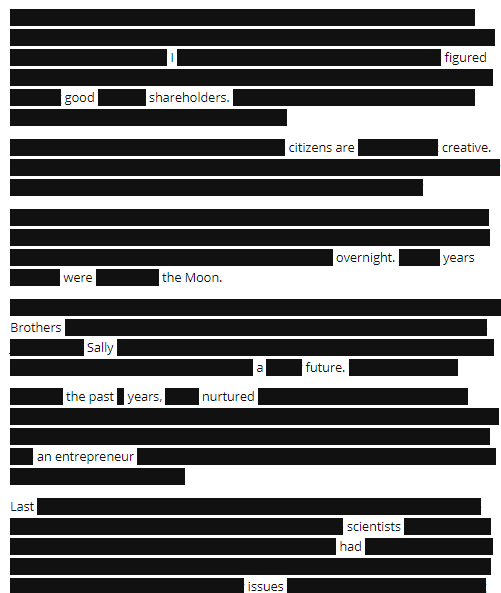 I figured
good shareholders.
citizens are creative.
overnight. years
were the Moon.
Brothers
Sally
a future.
the past years, nurtured
an entrepreneur
Last
scientists
had
issues